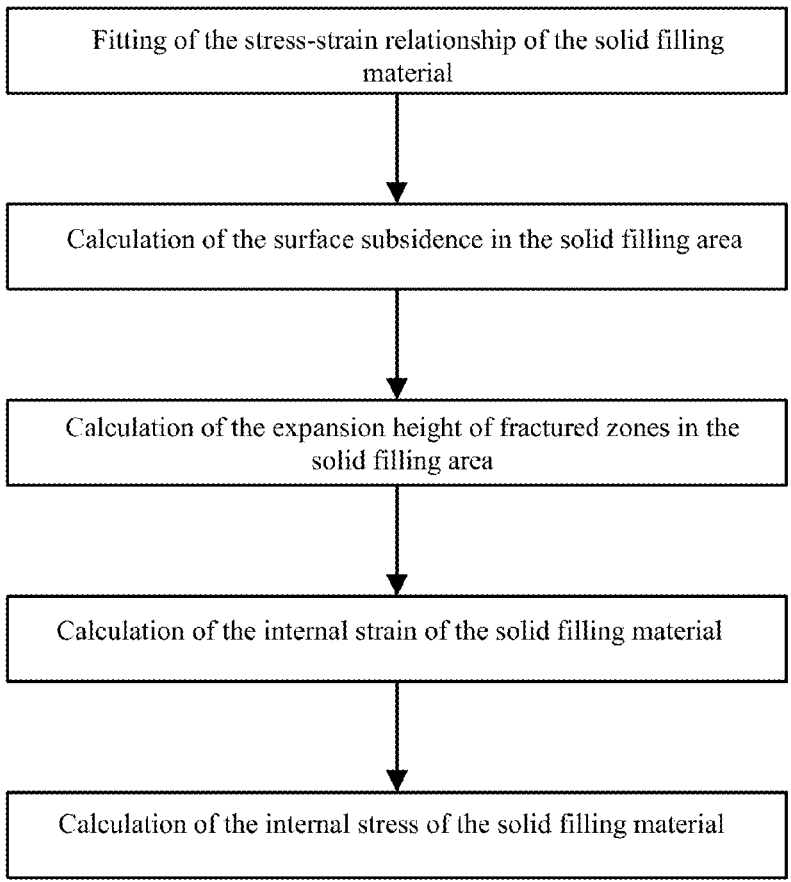 Fitting of the stress-strain relationship of the solid filling
material
Calculation of the surface subsidence in the solid filling area
Calculation of the expansion height of fractured zones in the
solid filling area
Calculation of the internal strain of the solid filling material
Calculation of the internal stress of the solid filling material